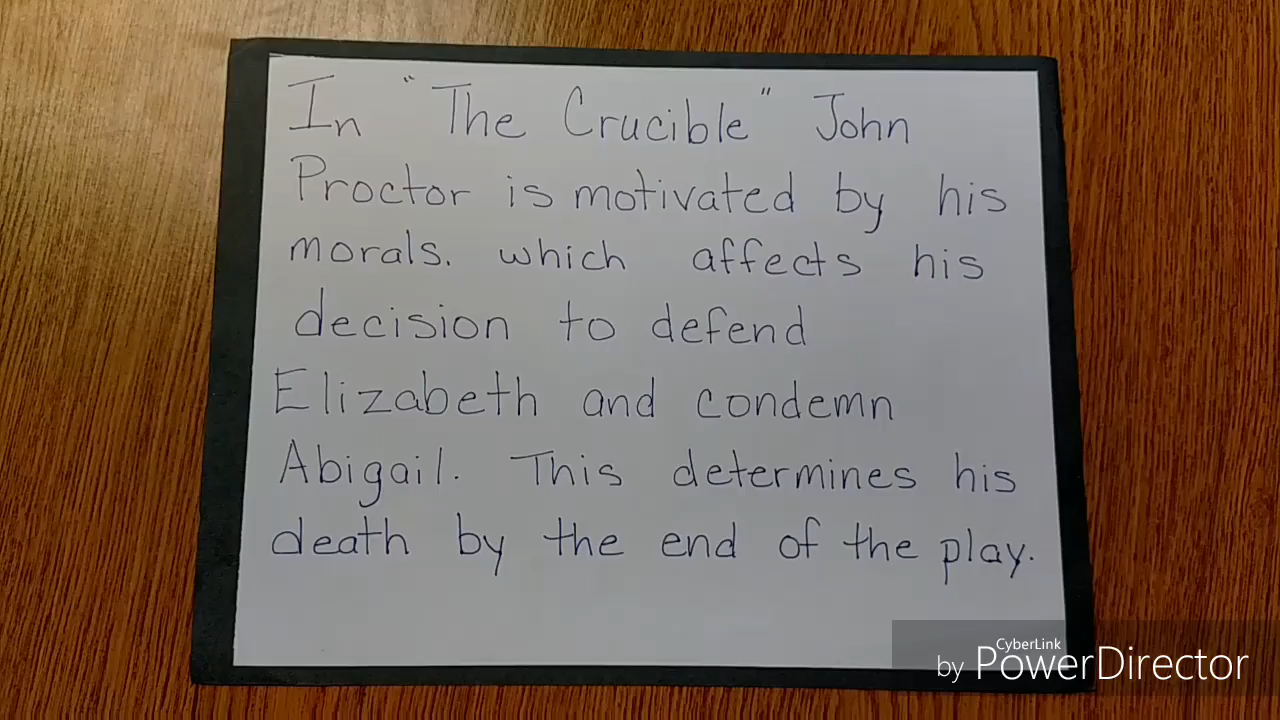 In "The Crucible" John
Proctor is motivated by his
morals. which affects his
decision to defend
Elizabeth and condemn
Abigail. This determines his
death by the end of the play.
CyberLink
by PowerDirector